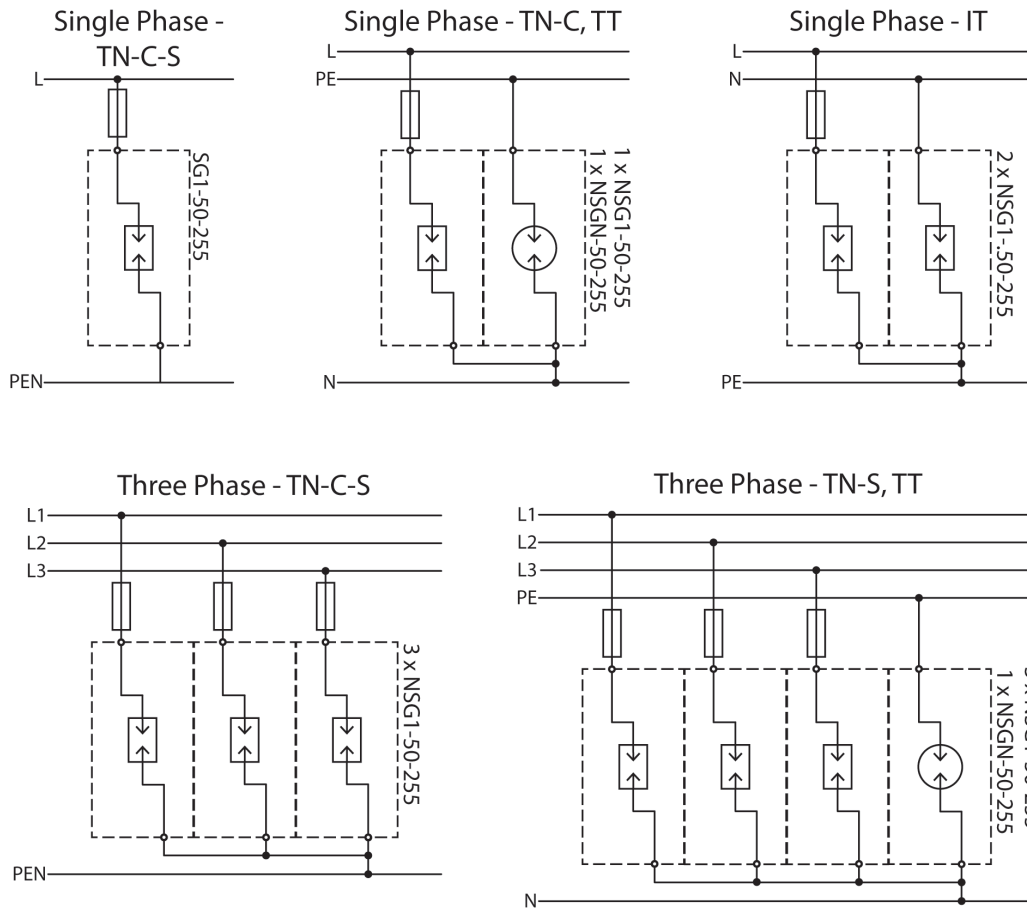 Single Phase -
TN-C-S
L
SG1-50-255
PEN
Single Phase - TN-C, TT
L
PE
1 x NSG1-50-255
1 x NSGN-50-255
N
Single Phase - IT
L
N
2 x NSG1-.50-255
PE
Three Phase - TN-C-S
L1
L2
L3
3 x NSG1-50-255
PEN
Three Phase - TN-S, TT
L1
L2
L3
PE
1 x NSGN-50-255
N